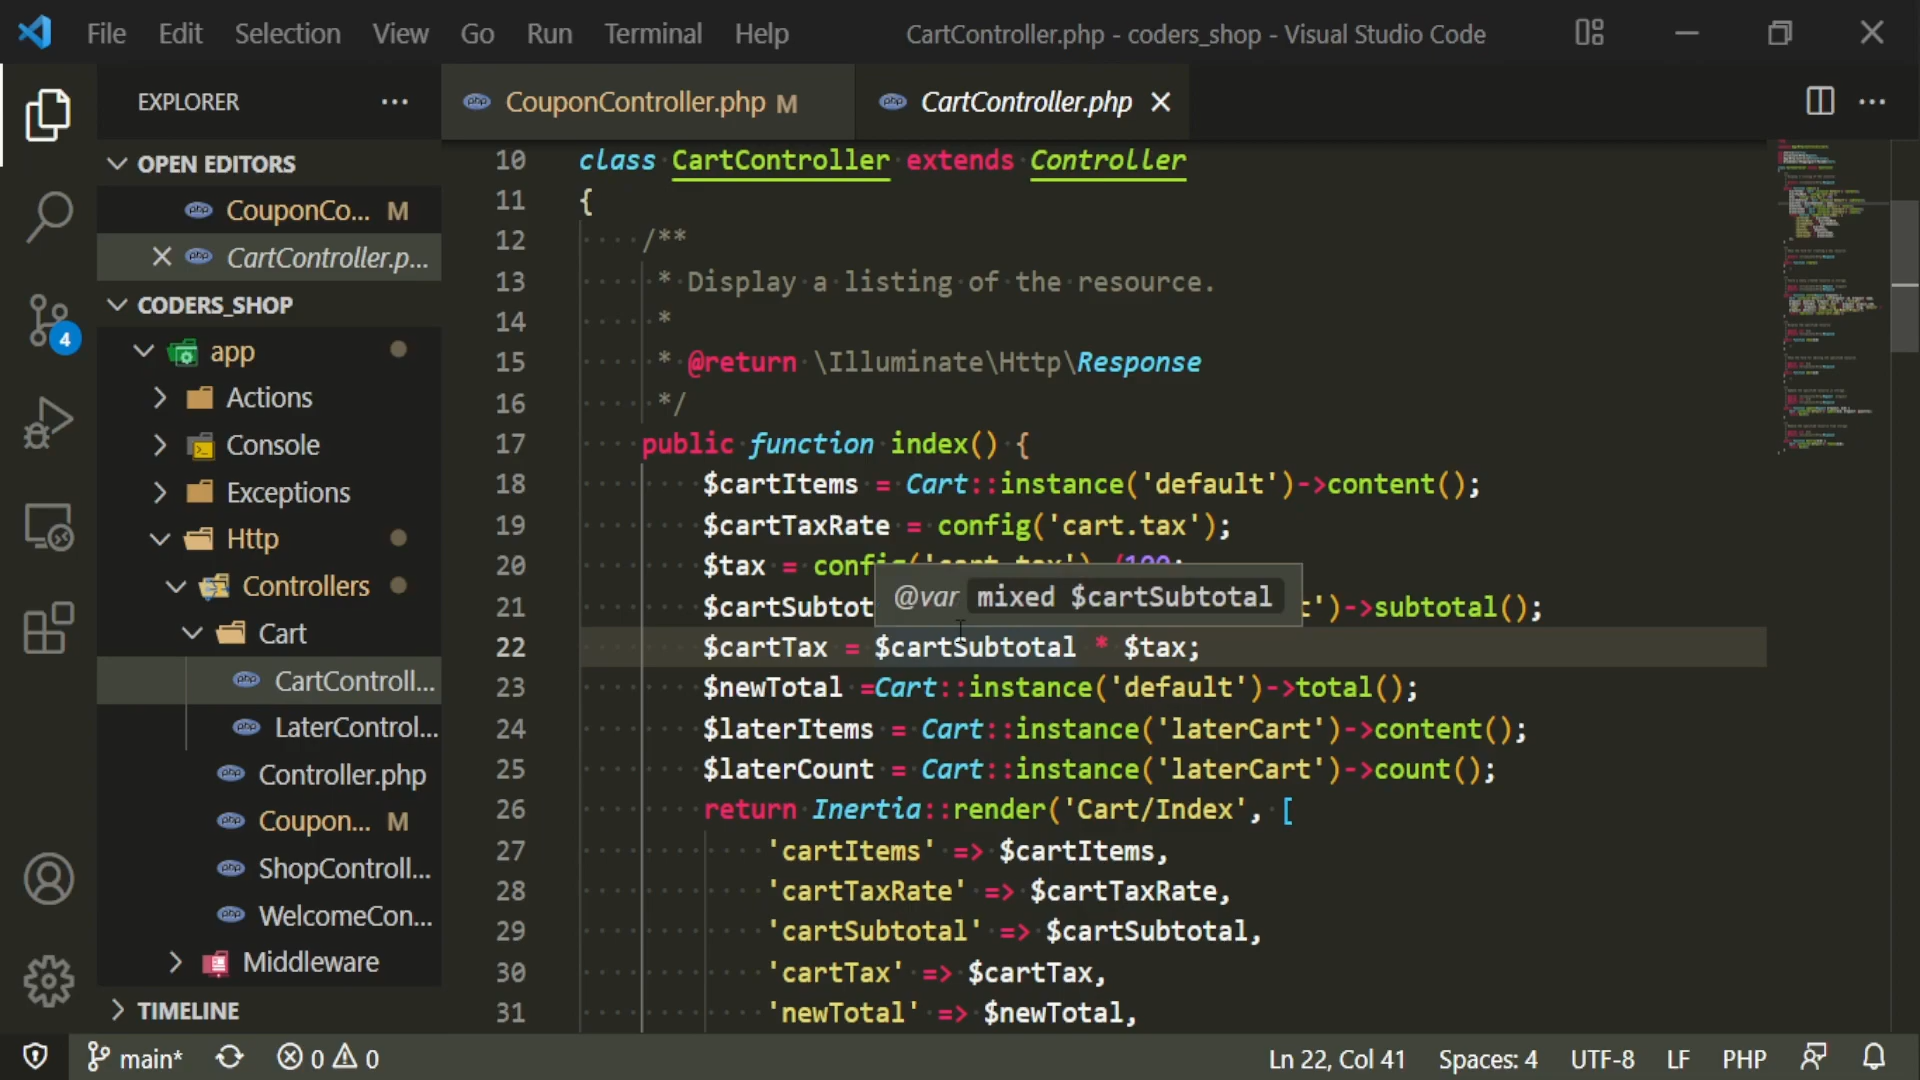 File Edit Selection View Go Run Terminal Help
CartController.php - coders_shop - Visual Studio Code
EXPLORER
OPEN EDITORS
CouponCo... M
CartController.p...
CODERS_SHOP
app
Actions
Console
Exceptions
Http
Controllers
Cart
CartControll...
LaterControl...
Controller.php
Coupon... M
ShopControll...
WelcomeCon...
Middleware
TIMELINE
4
CouponController.php M
CartController.php
10 class CartController extends Controller
11 {
12 /**
13 * Display a listing of the resource.
14 *
15 * @return \Illuminate\Http\Response
16 */
17 public function index() {
18 $cartItems = Cart::instance('default')->content();
19 $cartTaxRate = config('cart.tax');
20 $tax = config('cart.tax') /100;
@var mixed $cartSubtotal
21 $cartSubtot t')->subtotal();
22 $cartTax = $cartSubtotal * $tax;
23 $newTotal =Cart::instance('default')->total();
24 $laterItems = Cart::instance('laterCart')->content();
25 $laterCount = Cart::instance('laterCart')->count();
26 return Inertia::render('Cart/Index', [
27 'cartItems' => $cartItems,
28 'cartTaxRate' => $cartTaxRate,
29 'cartSubtotal' => $cartSubtotal,
30 'cartTax' => $cartTax,
31 'newTotal' => $newTotal,
main* 0 0
Ln 22, Col 41 Spaces: 4 UTF-8 LF PHP